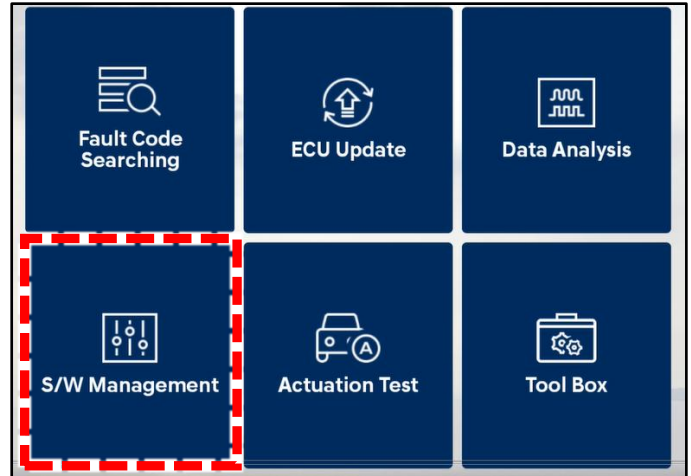 Fault Code
Searching
ECU Update
Data Analysis
S/W Management
Actuation Test
A
Tool Box